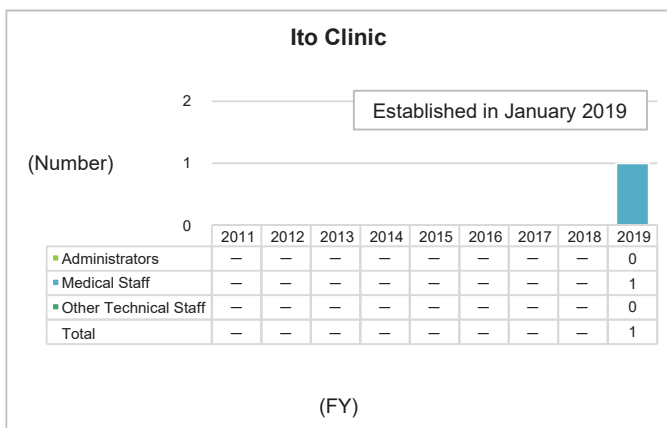 Ito Clinic
2
Established in January 2019
(Number)
1
0
2011 2012 2013 2014 2015 2016 2017 2018 2019
Administrators — — — — — — — — 0
Medical Staff — — — — — — — — 1
Other Technical Staff — — — — — — — — 0
Total — — — — — — — — 1
(FY)